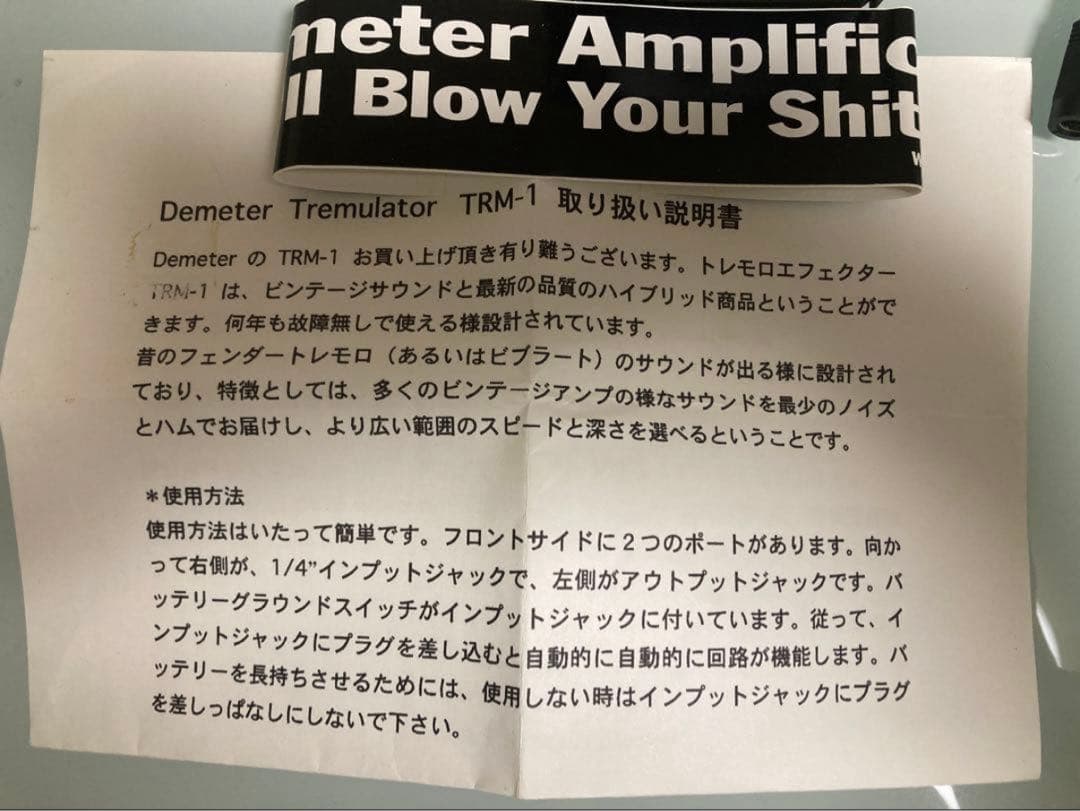 meter Amplific
ll Blow Your Shit
w
Demeter Tremulator TRM-1 取り扱い説明書
Demeter の TRM-1 お買い上げ頂き有り難うございます。トレモロエフェクター
TRM-1 は、ビンテージサウンドと最新の品質のハイブリッド商品ということがで
きます。何年も故障無しで使える様設計されています。
昔のフェンダートレモロ（あるいはビブラート）のサウンドが出る様に設計され
ており、特徴としては、多くのビンテージアンプの様なサウンドを最少のノイズ
とハムでお届けし、より広い範囲のスピードと深さを選べるということです。
＊使用方法
使用方法はいたって簡単です。フロントサイドに２つのポートがあります。向か
って右側が、1/4”インプットジャックで、左側がアウトプットジャックです。バ
ッテリーグラウンドスイッチがインプットジャックに付いています。従って、イ
ンプットジャックにプラグを差し込むと自動的に自動的に回路が機能します。バ
ッテリーを長持ちさせるためには、使用しない時はインプットジャックにプラグ
を差しっぱなしにしないで下さい。